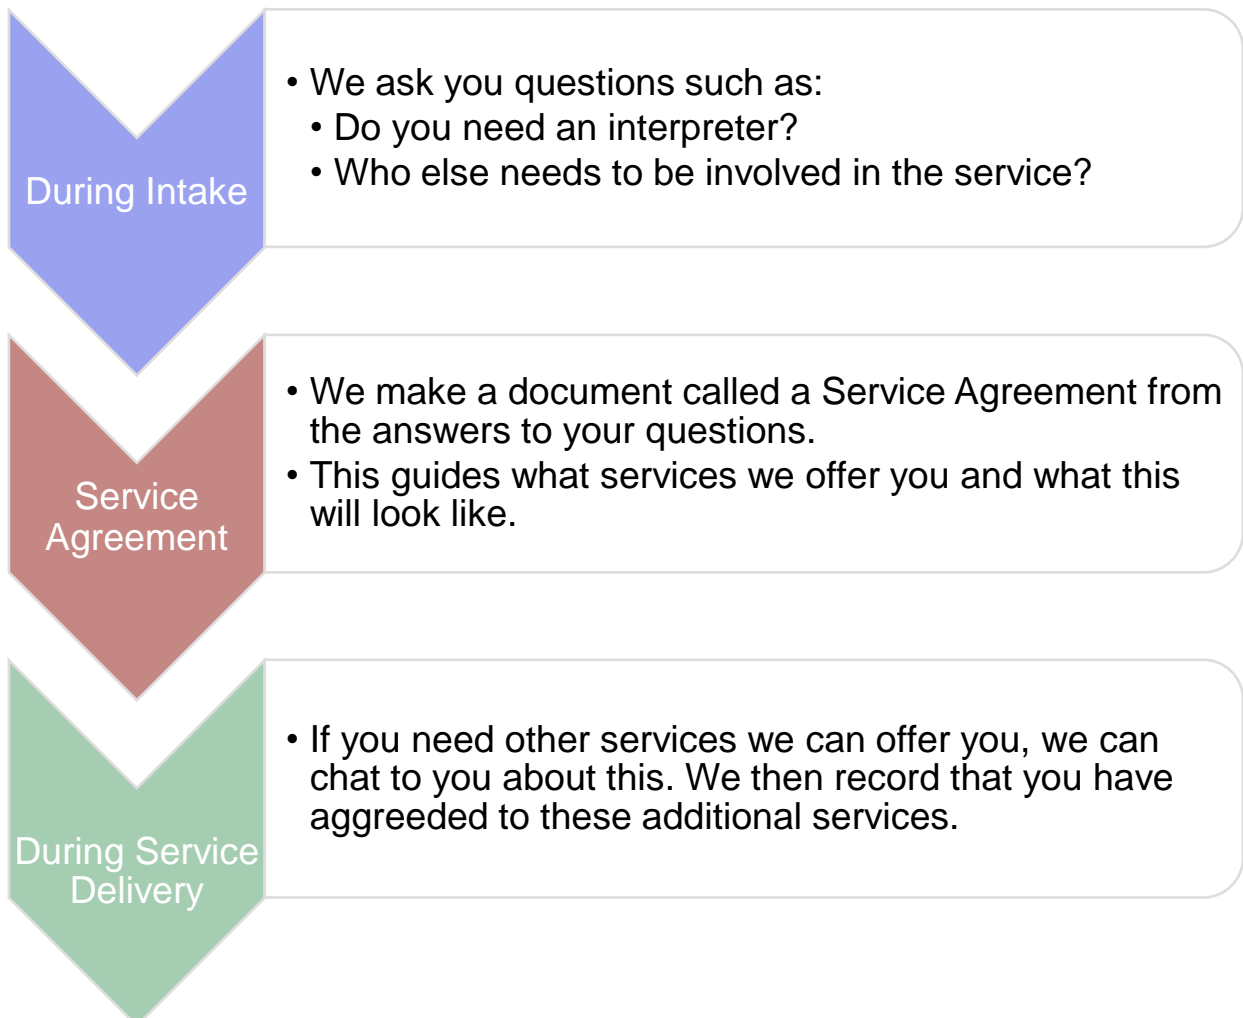 During Intake
• We ask you questions such as:
• Do you need an interpreter?
• Who else needs to be involved in the service?
Service
Agreement
• We make a document called a Service Agreement from
the answers to your questions.
• This guides what services we offer you and what this
will look like.
During Service
Delivery
• If you need other services we can offer you, we can
chat to you about this. We then record that you have
aggreeded to these additional services.